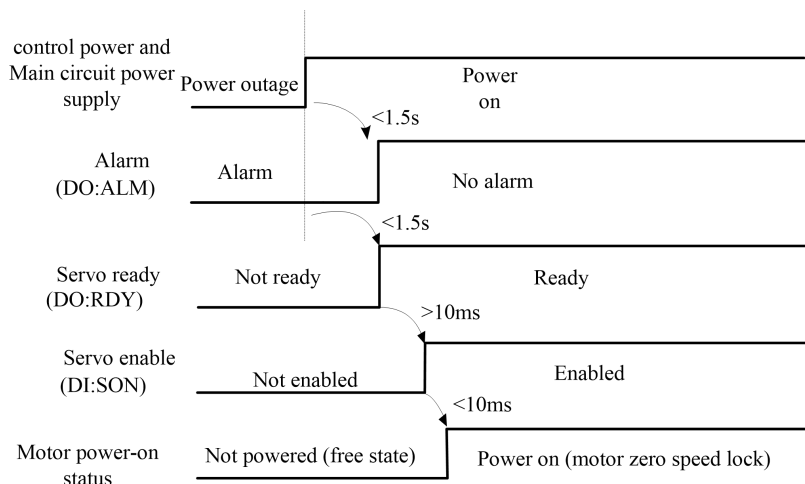 control power and
Main circuit power
supply
Power outage
Power
on
<1.5s
Alarm
(DO:ALM)
Alarm
No alarm
<1.5s
Servo ready
(DO:RDY)
Not ready
Ready
>10ms
Servo enable
(DI:SON)
Not enabled
Enabled
<10ms
Motor power-on
status
Not powered (free state)
Power on (motor zero speed lock)